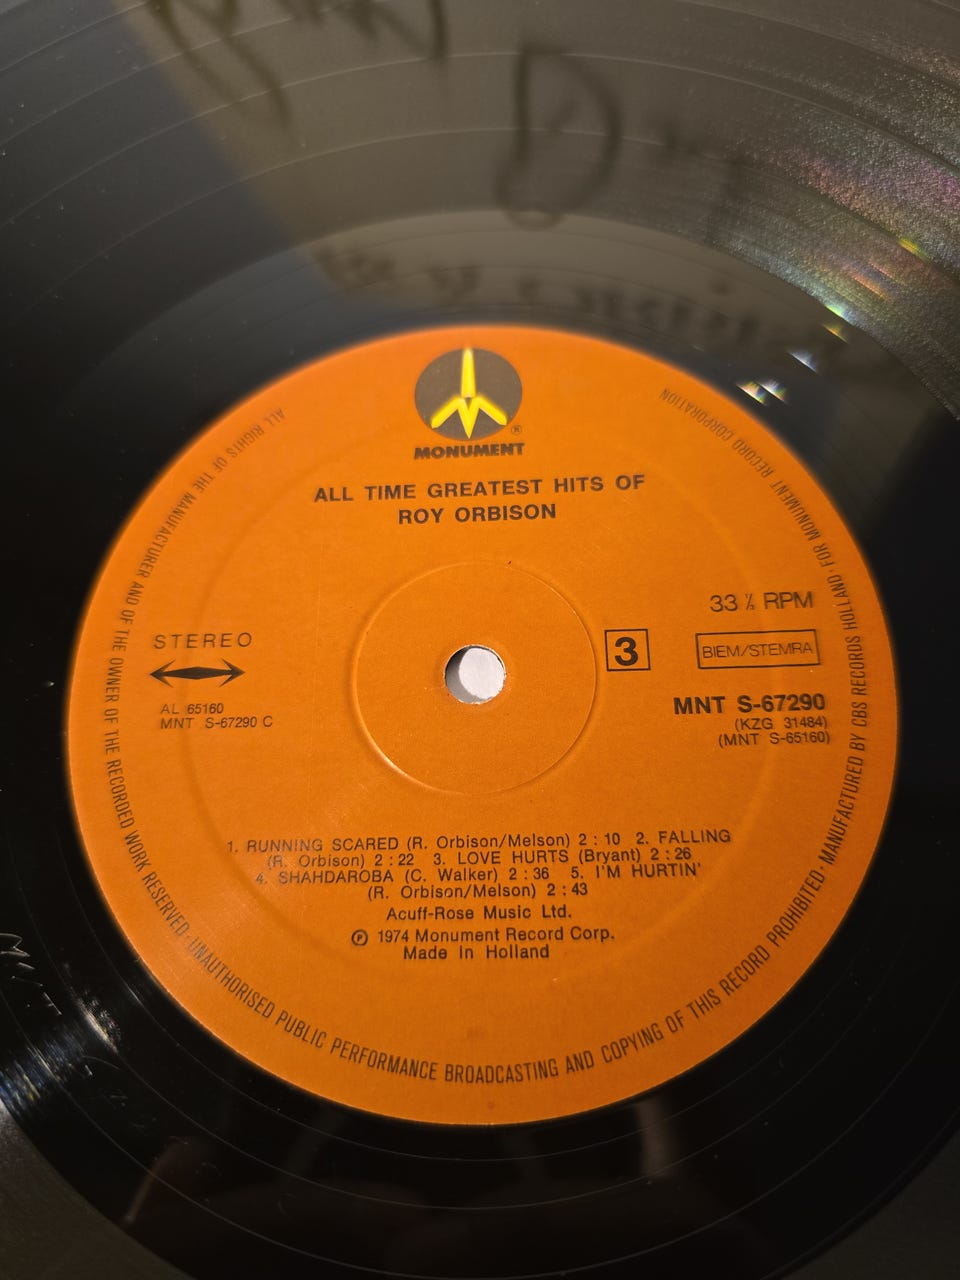 ®
MONUMENT
ALL TIME GREATEST HITS OF
ROY ORBISON
STEREO
AL 65160
MNT S-67290 C
3
33 ⅓ RPM
BIEM/STEMRA
MNT S-67290
(KZG 31484)
(MNT S-65160)
1. RUNNING SCARED (R. Orbison/Melson) 2 : 10 2. FALLING
(R. Orbison) 2 : 22 3. LOVE HURTS (Bryant) 2 : 26
4. SHAHDAROBA (C. Walker) 2 : 36 5. I'M HURTIN'
(R. Orbison/Melson) 2 : 43
Acuff-Rose Music Ltd.
℗ 1974 Monument Record Corp.
Made in Holland
ALL RIGHTS OF THE MANUFACTURER AND OF THE OWNER OF THE RECORDED WORK RESERVED· UNAUTHORISED PUBLIC PERFORMANCE BROADCASTING AND COPYING OF THIS RECORD PROHIBITED· MANUFACTURED BY CBS RECORDS HOLLAND, FOR MONUMENT RECORD CORPORATION